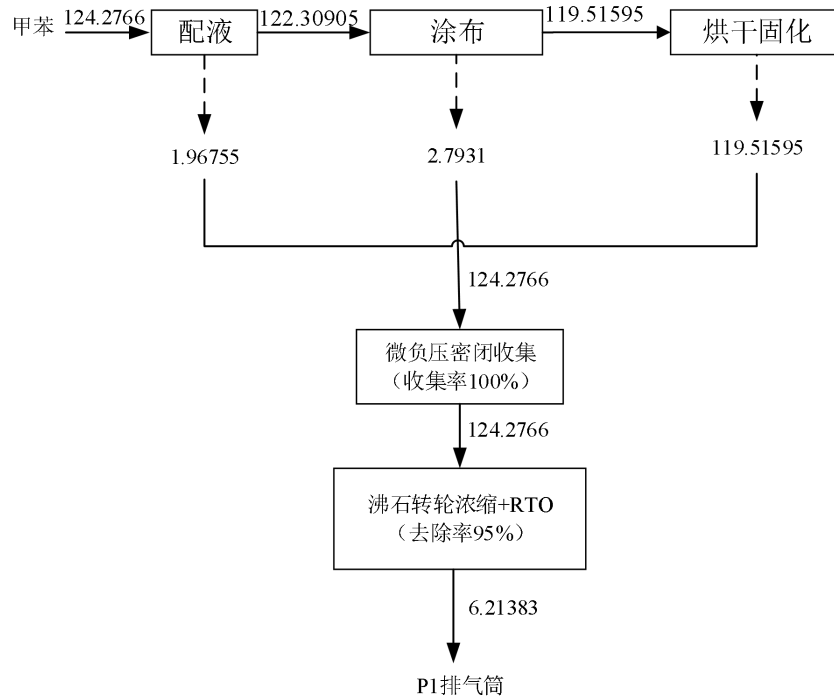 甲苯
124.2766
配液
122.30905
涂布
119.51595
烘干固化
1.96755
2.7931
119.51595
124.2766
微负压密闭收集
（收集率100%）
124.2766
沸石转轮浓缩+RTO
（去除率95%）
6.21383
P1排气筒